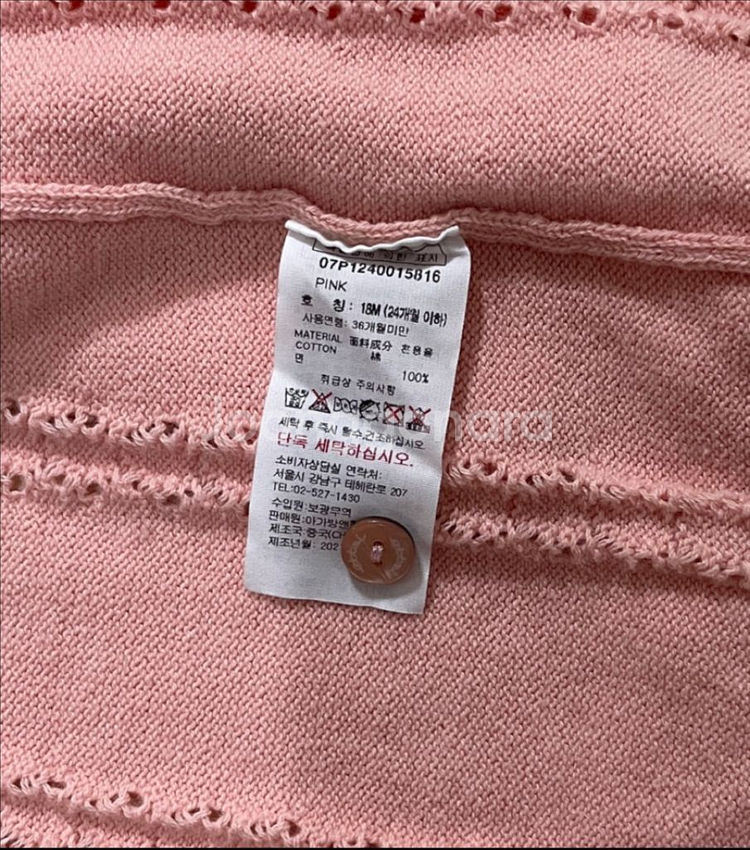 의한 표시
07P1240015816
PINK
호 칭: 18M (24개월 이하)
사용연령: 36개월미만
MATERIAL 面料成分 혼용율
COTTON 綿
면 100%
취급상 주의사항
세탁 후 즉시 탈수,건조하십시오
단독 세탁하십시오.
소비자상담실 연락처:
서울시 강남구 테헤란로 207
TEL:02-527-1430
수입원:보광무역
판매원:아가방앤
제조국:중국(
제조년월: 202